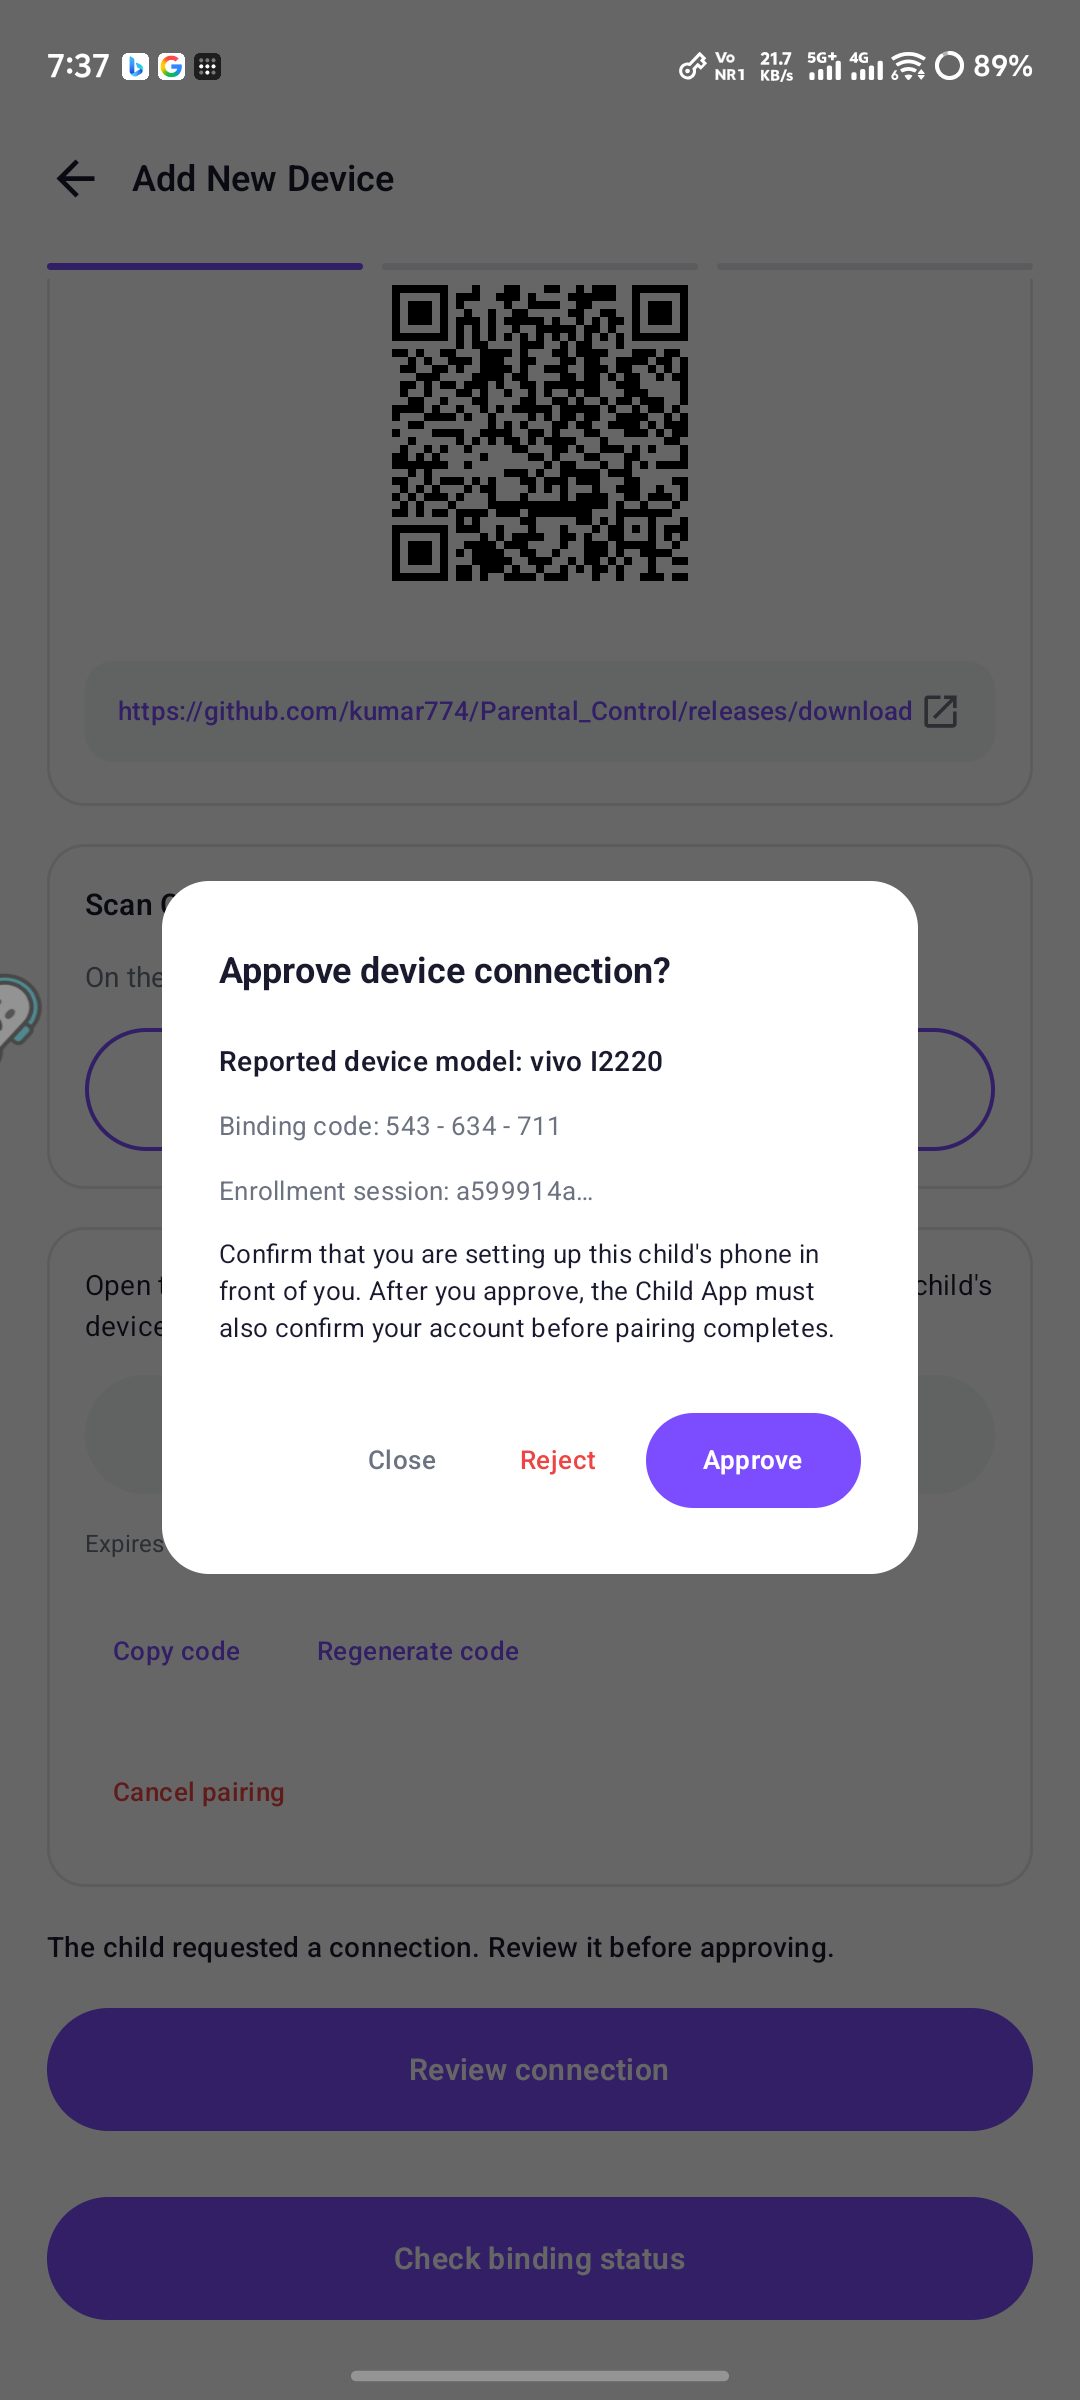 7:37
Vo
NR1
21.7
KB/s
5G+
4G
6
89%
Add New Device
https://github.com/kumar774/Parental_Control/releases/download
Scan
On the
Approve device connection?
Reported device model: vivo I2220
Binding code: 543 - 634 - 711
Enrollment session: a599914a...
Confirm that you are setting up this child's phone in
front of you. After you approve, the Child App must
also confirm your account before pairing completes.
Close
Reject
Approve
Open
child's
device
Expires
Copy code
Regenerate code
Cancel pairing
The child requested a connection. Review it before approving.
Review connection
Check binding status